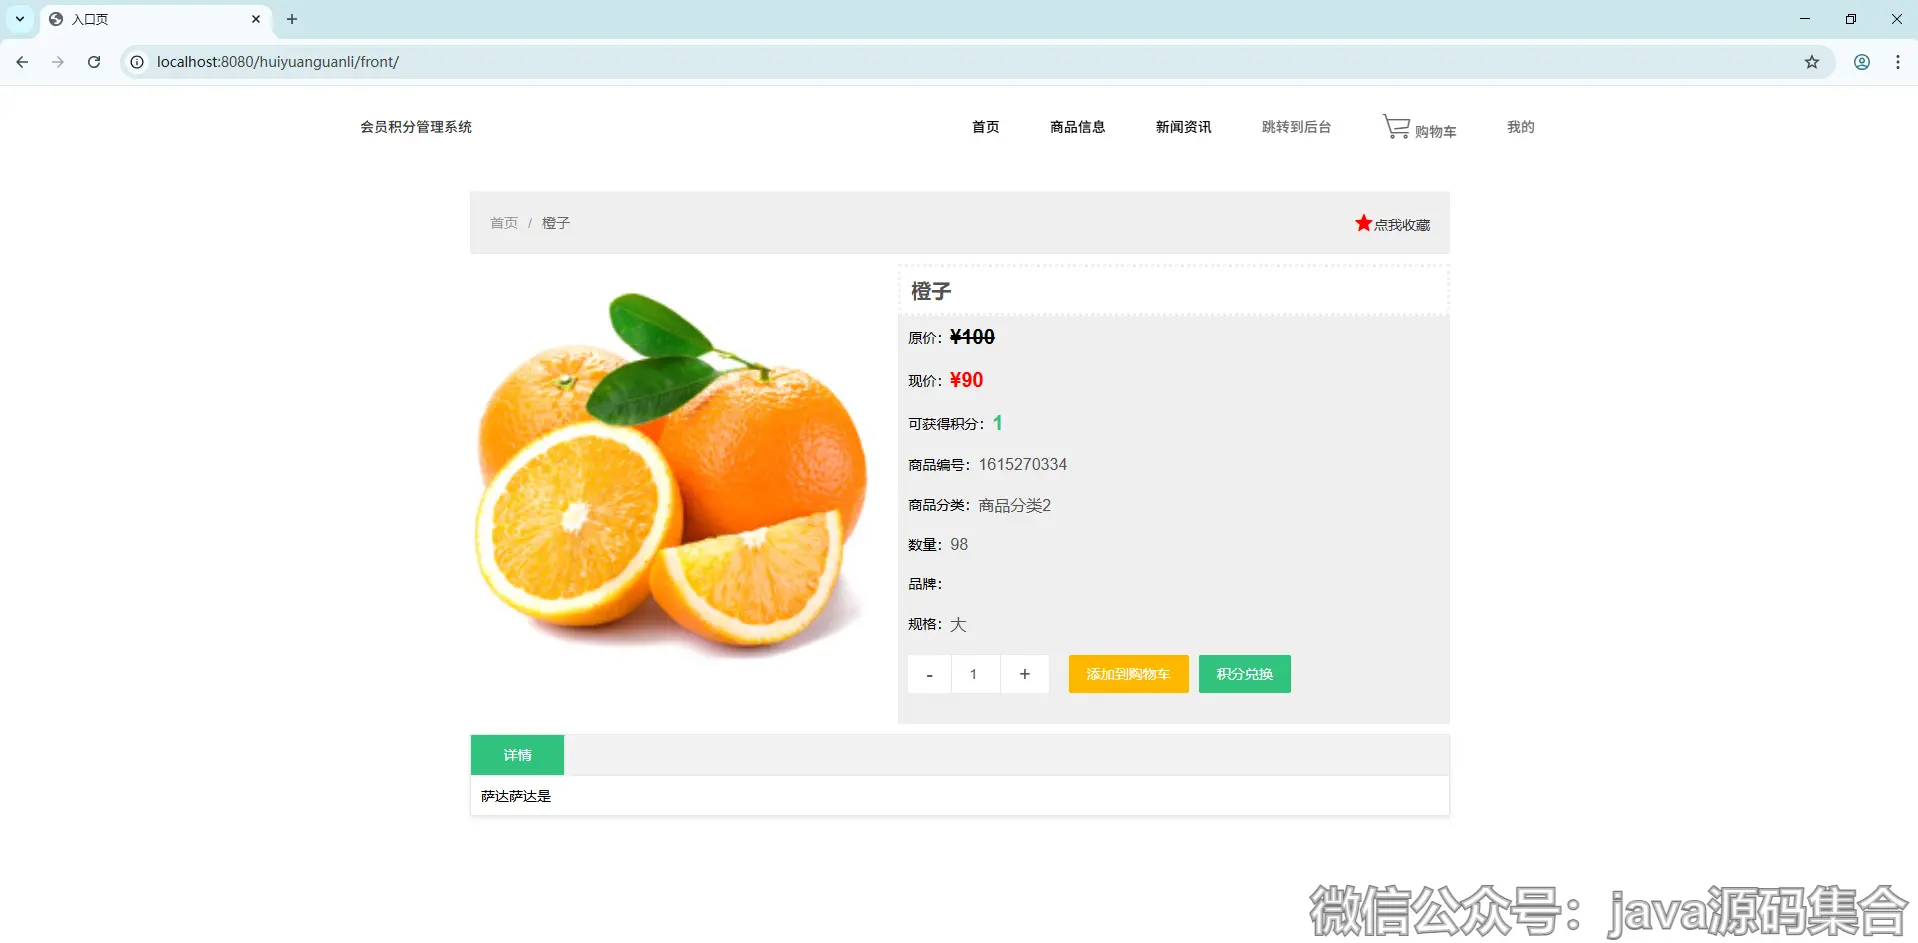 入口页
localhost:8080/huiyuanguanli/front/
会员积分管理系统
首页 商品信息 新闻资讯 跳转到后台 购物车 我的
首页 / 橙子 点我收藏
橙子
原价：¥100
现价：¥90
可获得积分：1
商品编号：1615270334
商品分类：商品分类2
数量：98
品牌：
规格：大
- 1 + 添加到购物车 积分兑换
详情
萨达萨达是
微信公众号：java源码集合